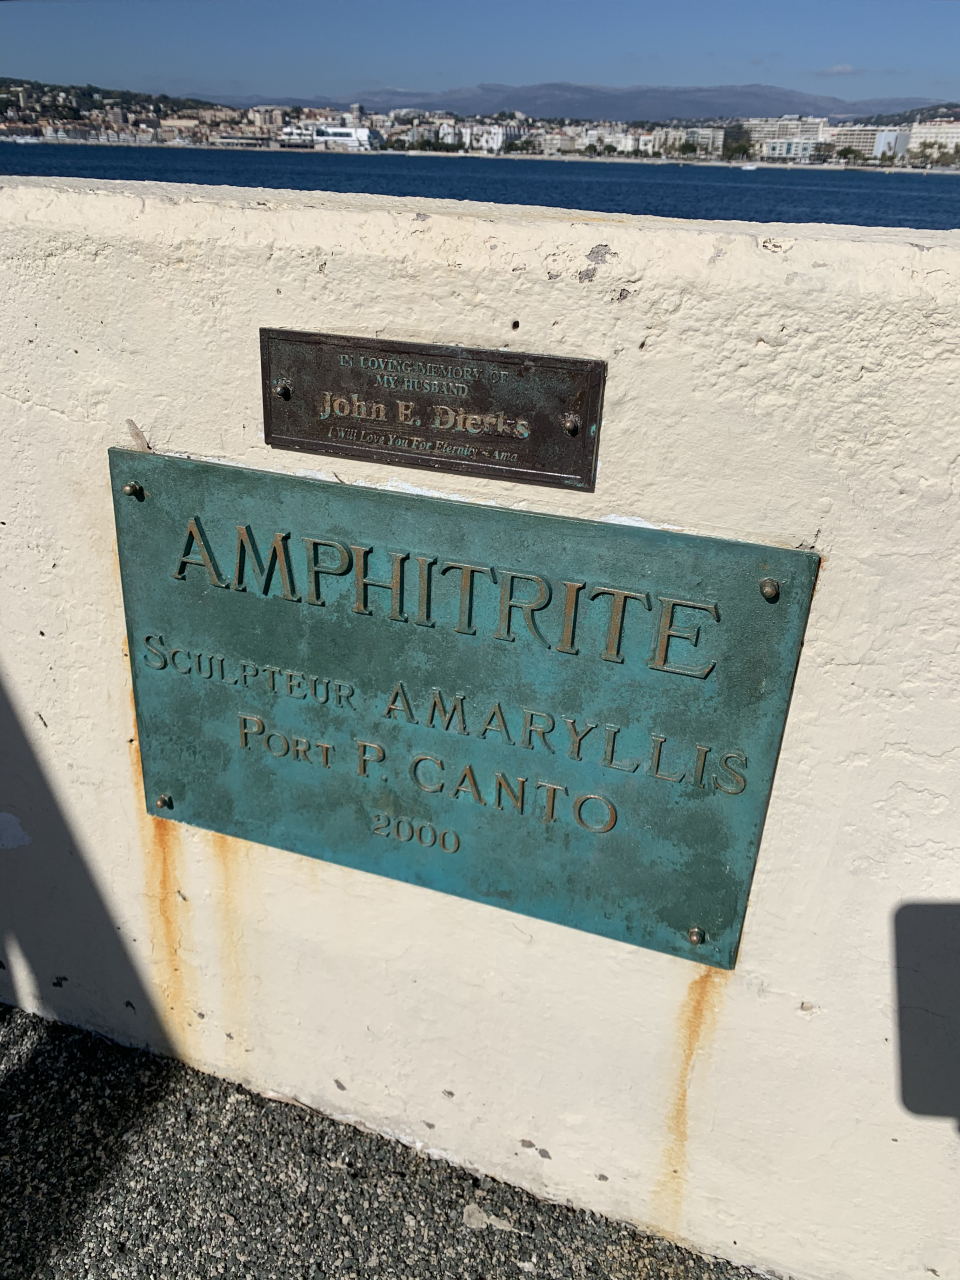 IN LOVING MEMORY OF
MY HUSBAND
John E. Dierks
I Will Love You For Eternity ~ Ama
AMPHITRITE
SCULPTEUR AMARYLLIS
PORT P. CANTO
2000